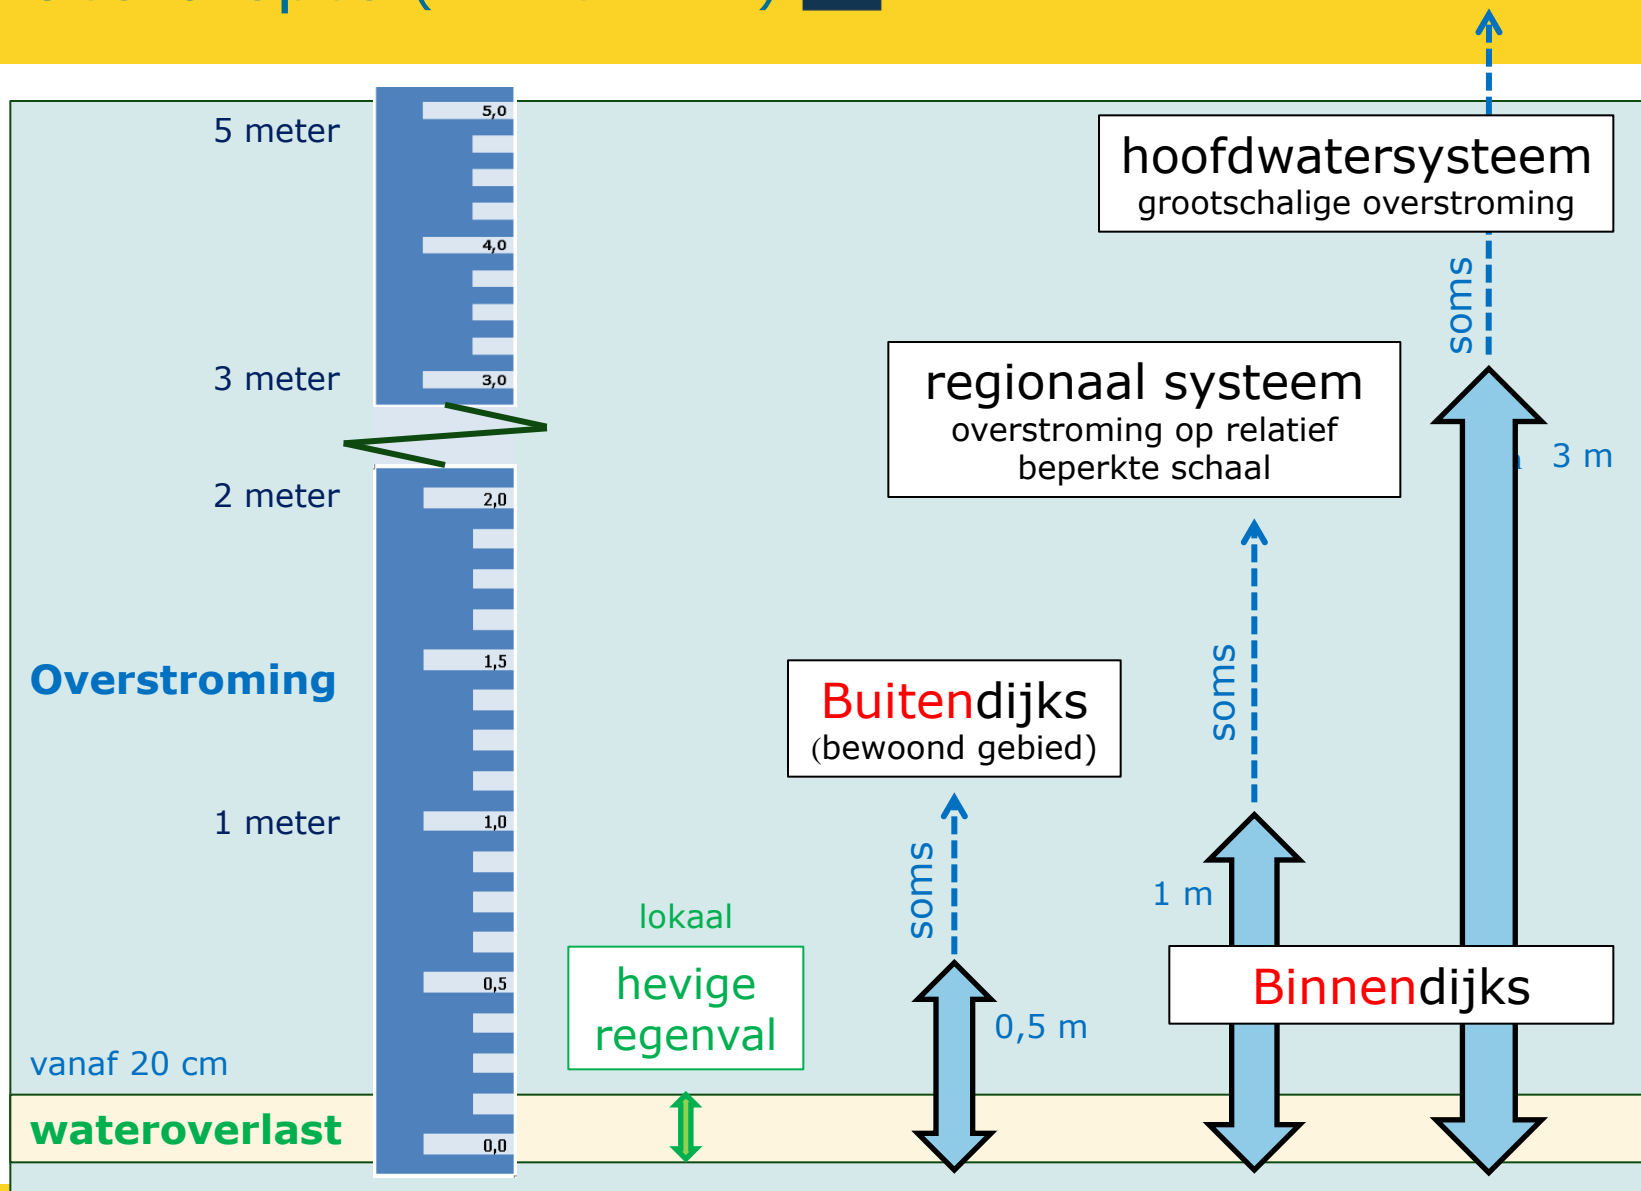 5 meter
3 meter
2 meter
Overstroming
1 meter
vanaf 20 cm
wateroverlast
5,0
4,0
3,0
2,0
1,5
1,0
0,5
0,0
lokaal
hevige
regenval
Buitendijks
(bewoond gebied)
soms
0,5 m
regionaal systeem
overstroming op relatief
beperkte schaal
soms
1 m
hoofdwatersysteem
grootschalige overstroming
soms
3 m
Binnendijks